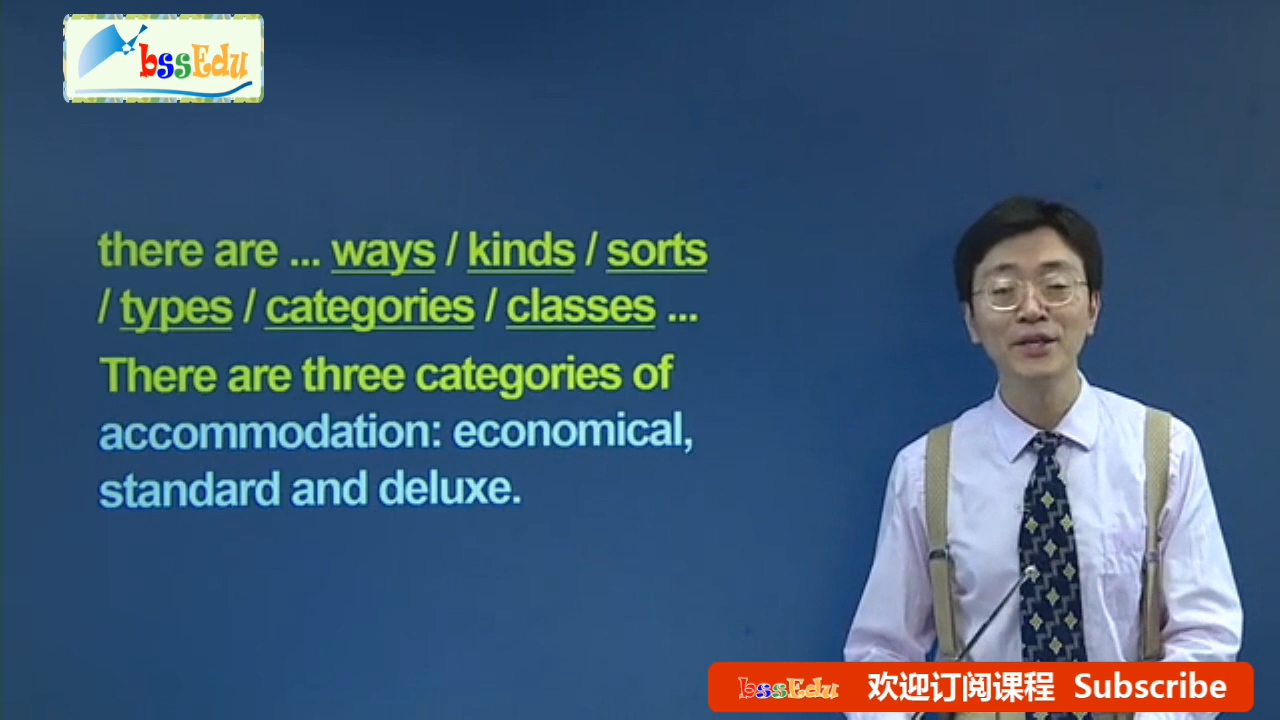 bssEdu
there are ... ways / kinds / sorts
/ types / categories / classes ...
There are three categories of
accommodation: economical,
standard and deluxe.
bssEdu 欢迎订阅课程 Subscribe